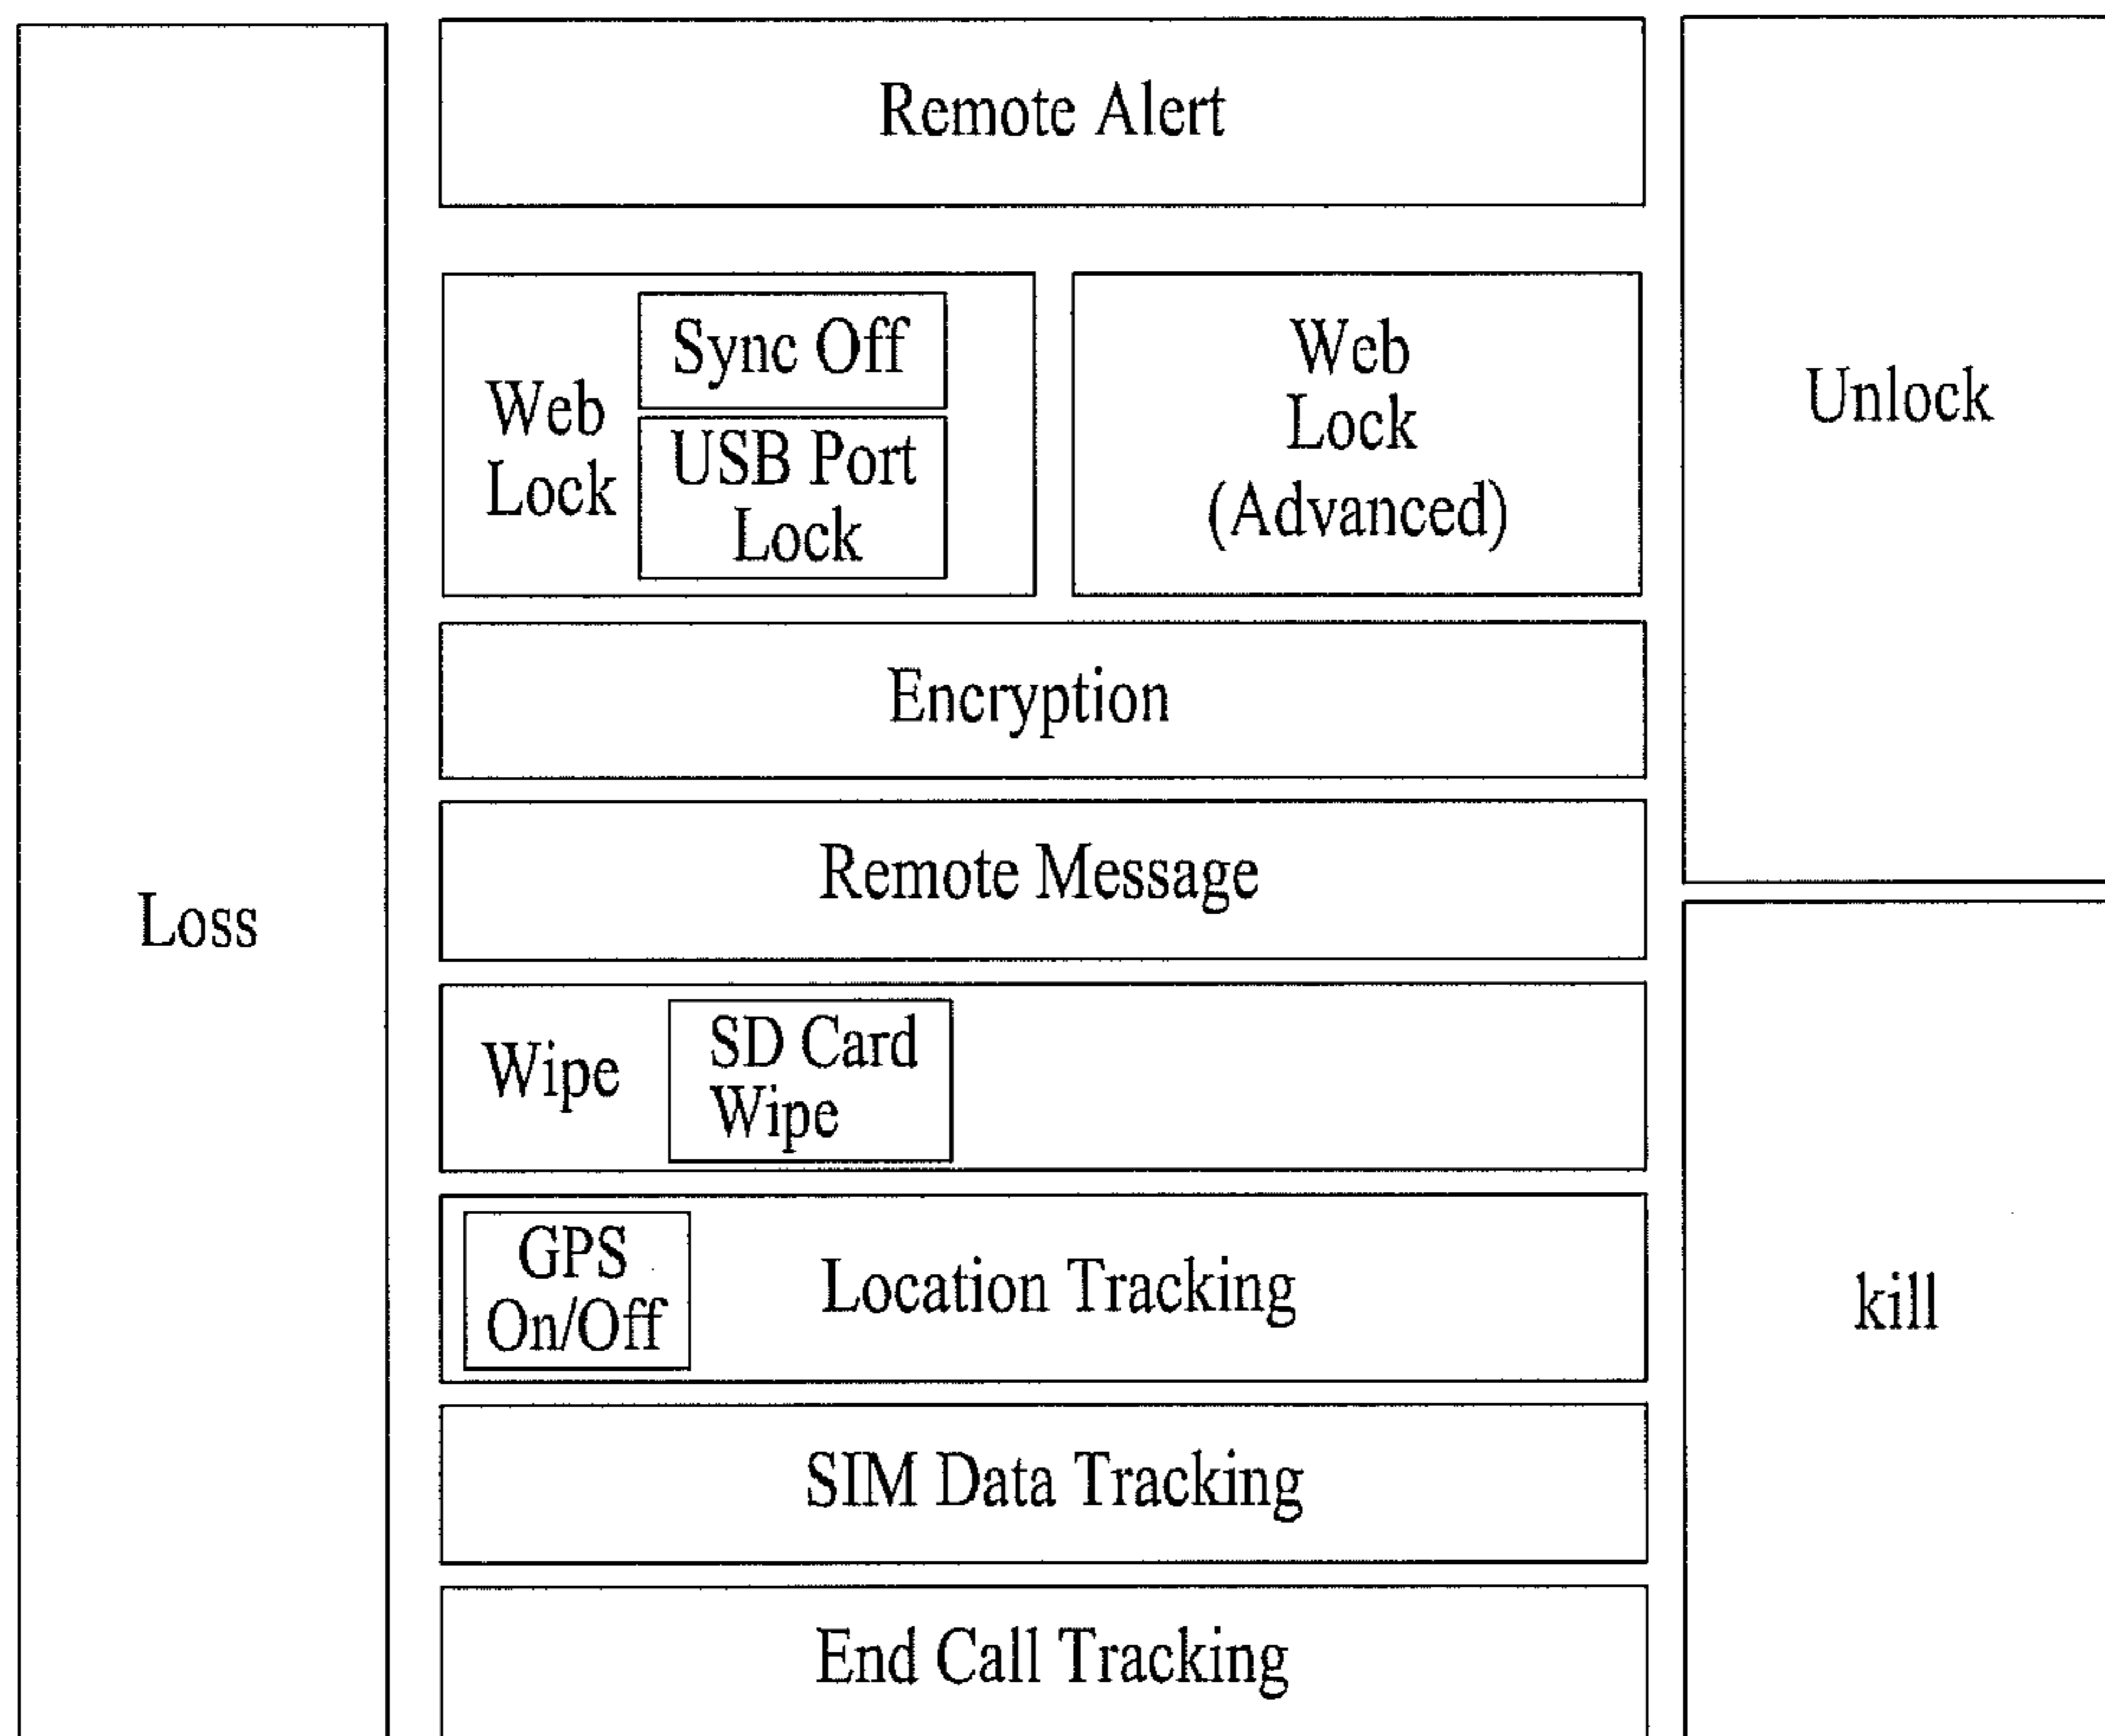 Loss
Remote Alert
Web
Lock
Sync Off
USB Port
Lock
Web
Lock
(Advanced)
Encryption
Remote Message
Wipe
SD Card
Wipe
GPS
On/Off
Location Tracking
SIM Data Tracking
End Call Tracking
Unlock
kill